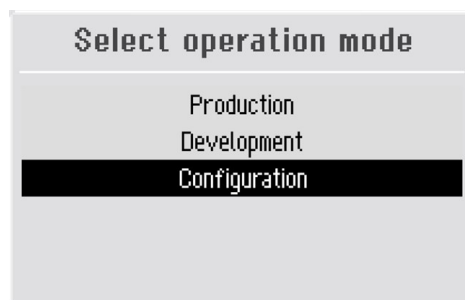 Select operation mode
Production
Development
Configuration